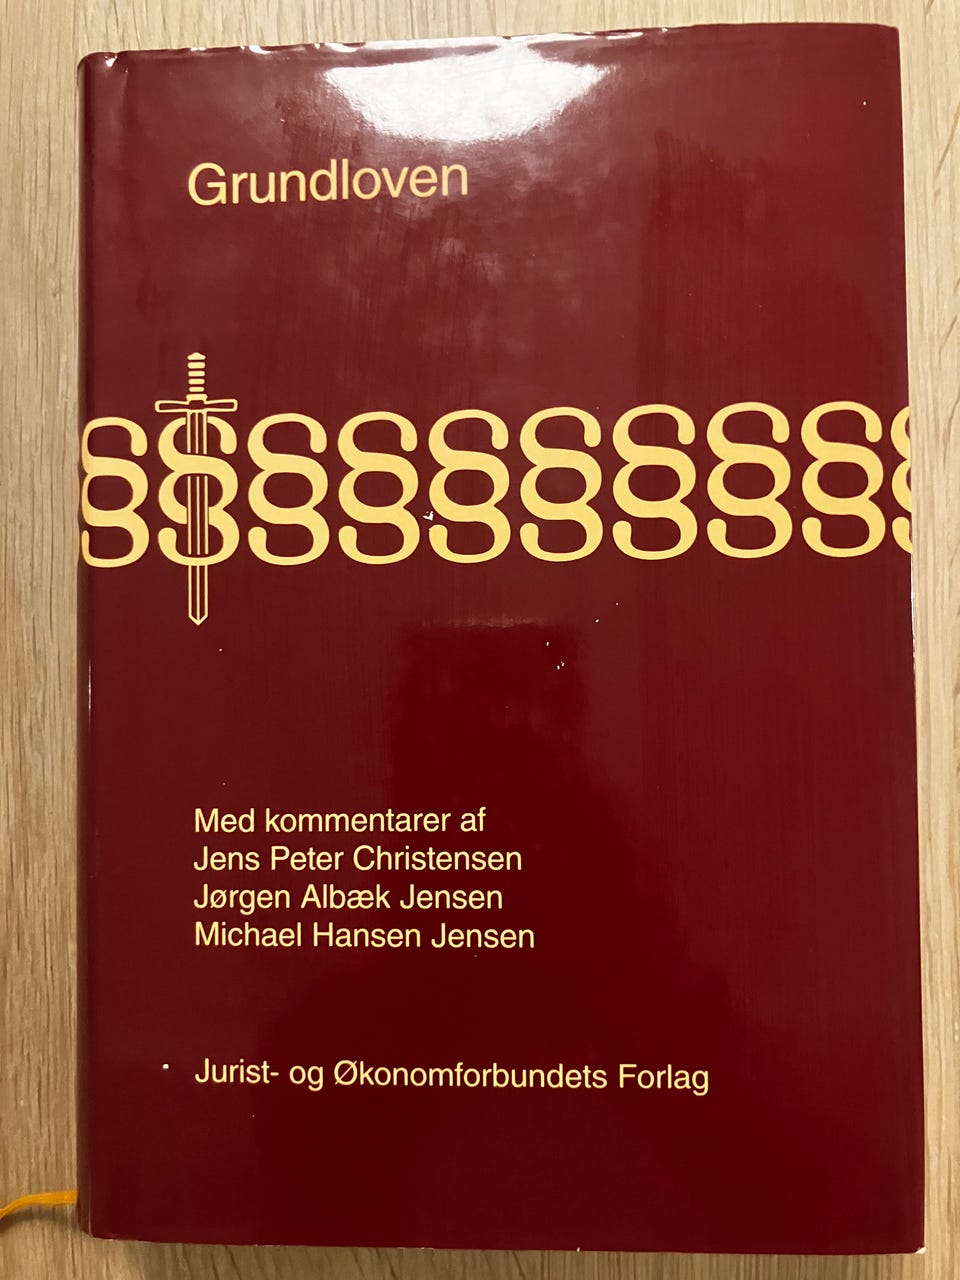 Grundloven
§§§§§§§§§§
Med kommentarer af
Jens Peter Christensen
Jørgen Albæk Jensen
Michael Hansen Jensen
Jurist- og Økonomforbundets Forlag